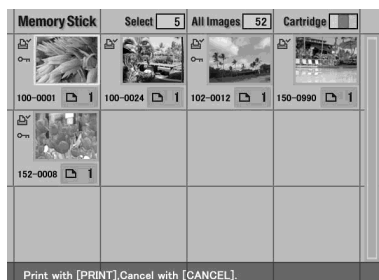 Memory Stick Select 5 All Images 52 Cartridge
100-0001 1 100-0024 1 102-0012 1 150-0990 1
152-0008 1
Print with [PRINT],Cancel with [CANCEL].